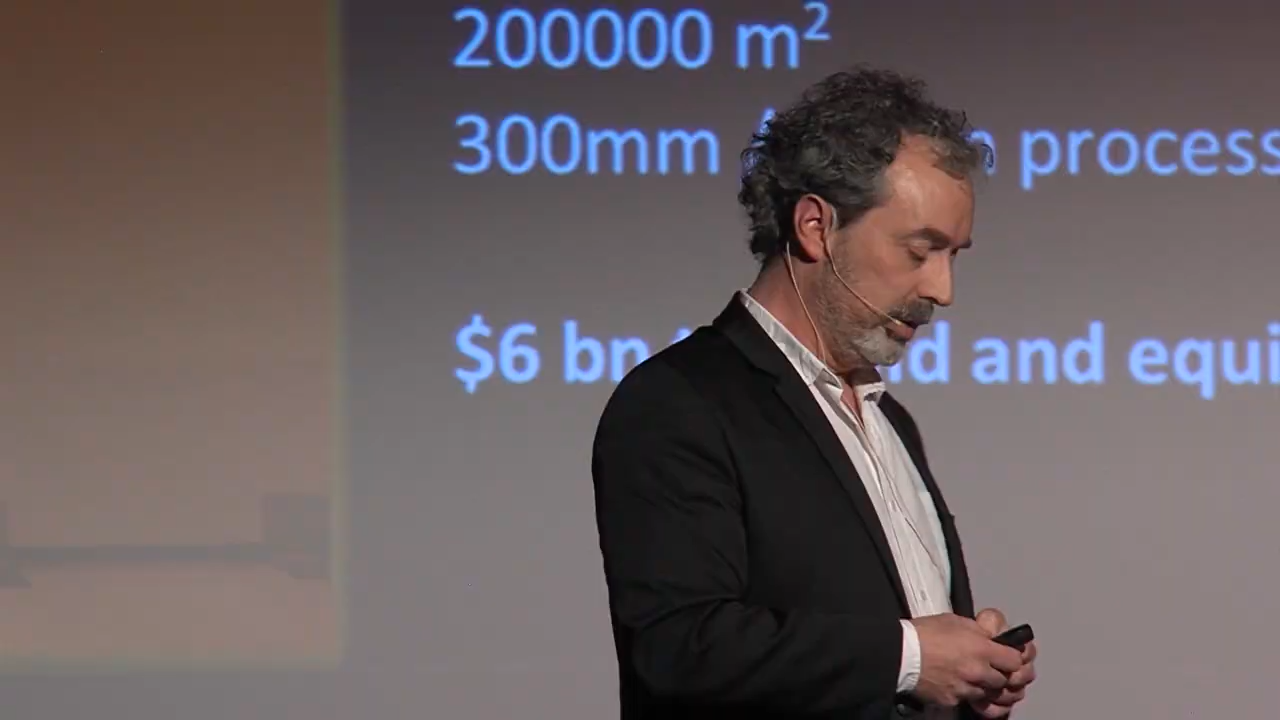 200000 m²
300mm process
$6 bn and equi